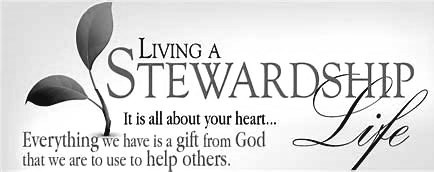 LIVING A
STEWARDSHIP
Life
It is all about your heart...
Everything we have is a gift from God
that we are to use to help others.